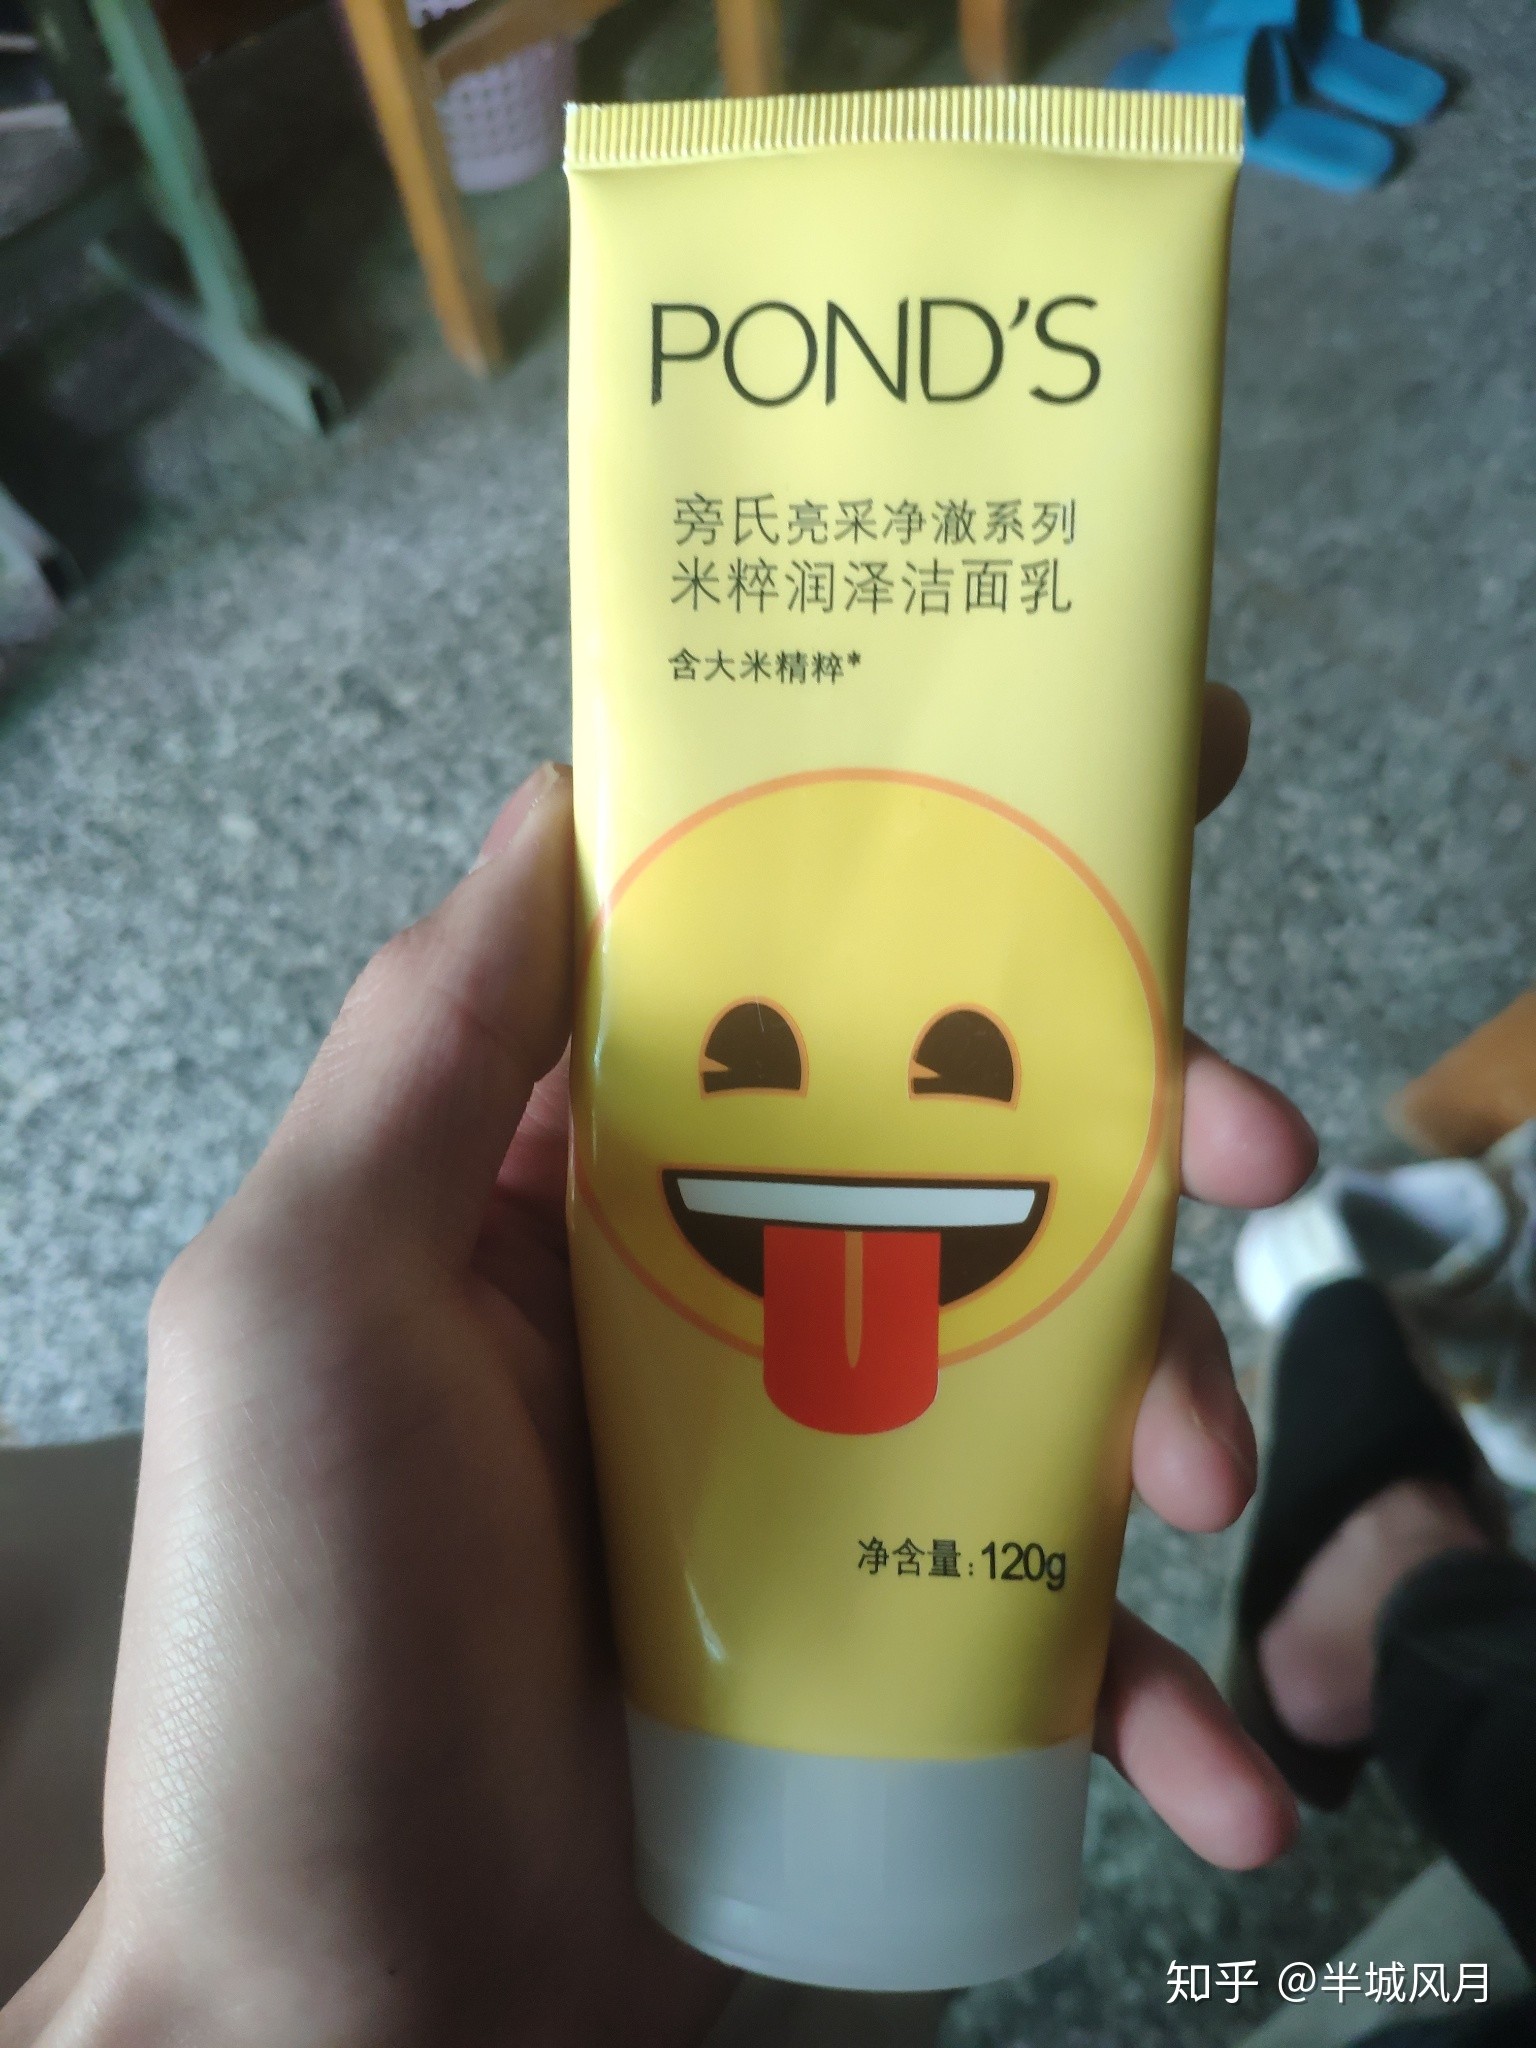 POND'S
旁氏亮采净澈系列
米粹润泽洁面乳
含大米精粹*
净含量:120g
知乎 @半城风月